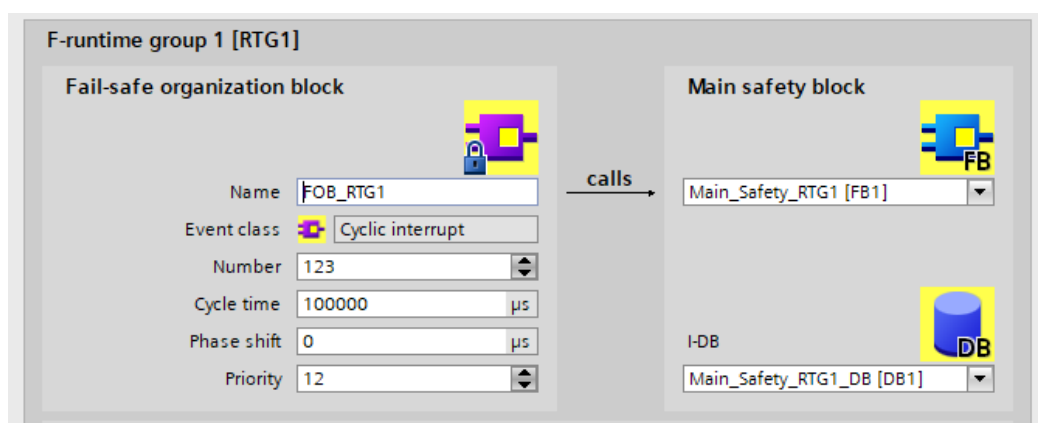 F-runtime group 1 [RTG1]
Fail-safe organization block
Main safety block
FB
calls
Name FOB_RTG1
Main_Safety_RTG1 [FB1]
Event class Cyclic interrupt
Number 123
Cycle time 100000 µs
Phase shift 0 µs
I-DB
DB
Priority 12
Main_Safety_RTG1_DB [DB1]